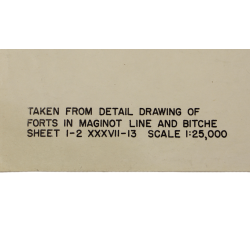 TAKEN FROM DETAIL DRAWING OF
FORTS IN MAGINOT LINE AND BITCHE
SHEET 1-2 XXXVII-13 SCALE 1:25,000